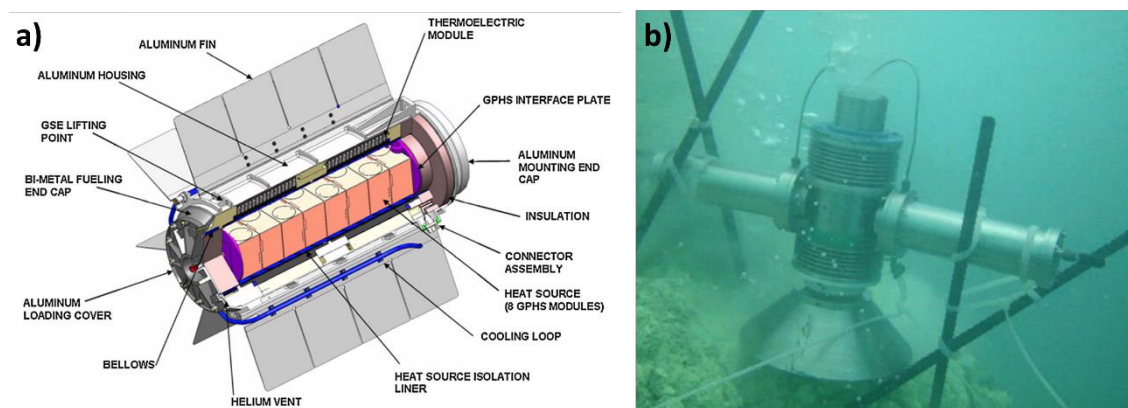 a)
ALUMINUM FIN
ALUMINUM HOUSING
GSE LIFTING
POINT
BI-METAL FUELING
END CAP
ALUMINUM
LOADING COVER
BELLOWS
HELIUM VENT
THERMOELECTRIC
MODULE
GPHS INTERFACE PLATE
ALUMINUM
MOUNTING END
CAP
INSULATION
CONNECTOR
ASSEMBLY
HEAT SOURCE
(8 GPHS MODULES)
COOLING LOOP
HEAT SOURCE ISOLATION
LINER
b)